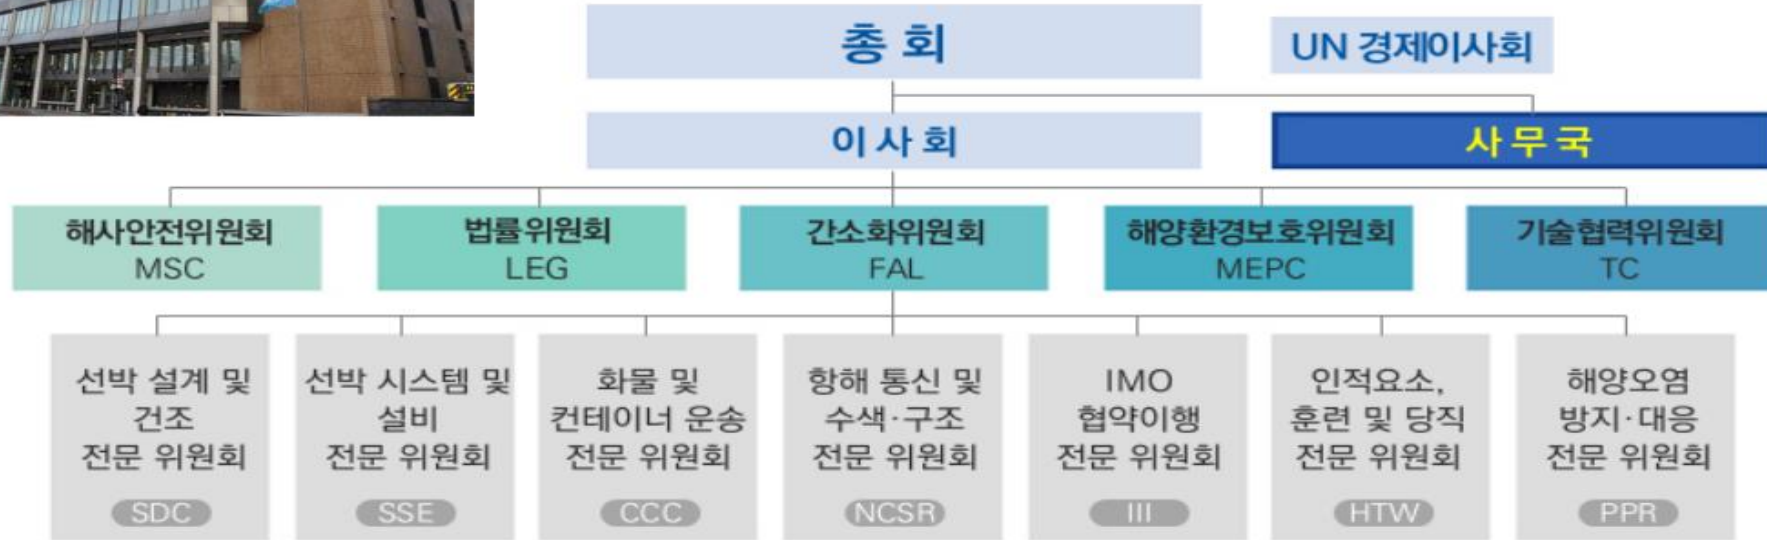 총 회
UN 경제이사회
이 사 회
사 무 국
해사안전위원회
MSC
법률위원회
LEG
간소화위원회
FAL
해양환경보호위원회
MEPC
기술협력위원회
TC
선박 설계 및
건조
전문 위원회
SDC
선박 시스템 및
설비
전문 위원회
SSE
화물 및
컨테이너 운송
전문 위원회
CCC
항해 통신 및
수색·구조
전문 위원회
NCSR
IMO
협약이행
전문 위원회
III
인적요소,
훈련 및 당직
전문 위원회
HTW
해양오염
방지·대응
전문 위원회
PPR